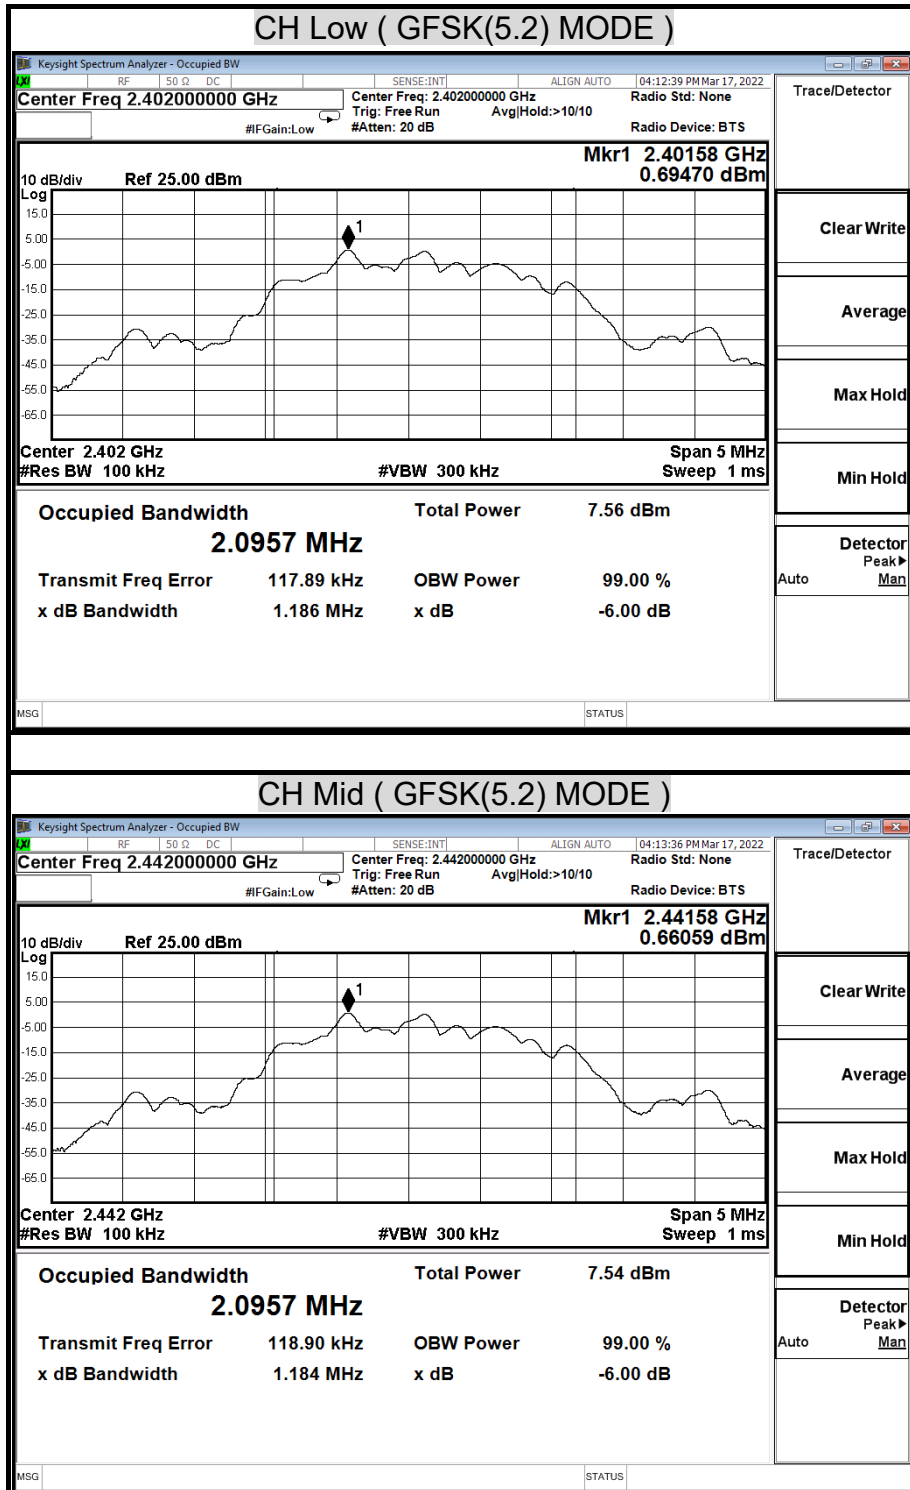 CH Low ( GFSK(5.2) MODE )
Keysight Spectrum Analyzer - Occupied BW
LXI RF 50 Ω DC SENSE:INT ALIGN AUTO 04:12:39 PM Mar 17, 2022
Center Freq 2.402000000 GHz
Center Freq: 2.402000000 GHz Radio Std: None
Trig: Free Run Avg|Hold:>10/10
#IFGain:Low #Atten: 20 dB Radio Device: BTS
Mkr1 2.40158 GHz
10 dB/div Ref 25.00 dBm 0.69470 dBm
Log
15.0
1
5.00
-5.00
-15.0
-25.0
-35.0
-45.0
-55.0
-65.0
Center 2.402 GHz Span 5 MHz
#Res BW 100 kHz #VBW 300 kHz Sweep 1 ms
Occupied Bandwidth Total Power 7.56 dBm
2.0957 MHz
Transmit Freq Error 117.89 kHz OBW Power 99.00 %
x dB Bandwidth 1.186 MHz x dB -6.00 dB
MSG STATUS
Trace/Detector
Clear Write
Average
Max Hold
Min Hold
Detector
Peak▶
Auto Man
CH Mid ( GFSK(5.2) MODE )
Keysight Spectrum Analyzer - Occupied BW
LXI RF 50 Ω DC SENSE:INT ALIGN AUTO 04:13:36 PM Mar 17, 2022
Center Freq 2.442000000 GHz
Center Freq: 2.442000000 GHz Radio Std: None
Trig: Free Run Avg|Hold:>10/10
#IFGain:Low #Atten: 20 dB Radio Device: BTS
Mkr1 2.44158 GHz
10 dB/div Ref 25.00 dBm 0.66059 dBm
Log
15.0
1
5.00
-5.00
-15.0
-25.0
-35.0
-45.0
-55.0
-65.0
Center 2.442 GHz Span 5 MHz
#Res BW 100 kHz #VBW 300 kHz Sweep 1 ms
Occupied Bandwidth Total Power 7.54 dBm
2.0957 MHz
Transmit Freq Error 118.90 kHz OBW Power 99.00 %
x dB Bandwidth 1.184 MHz x dB -6.00 dB
MSG STATUS
Trace/Detector
Clear Write
Average
Max Hold
Min Hold
Detector
Peak▶
Auto Man